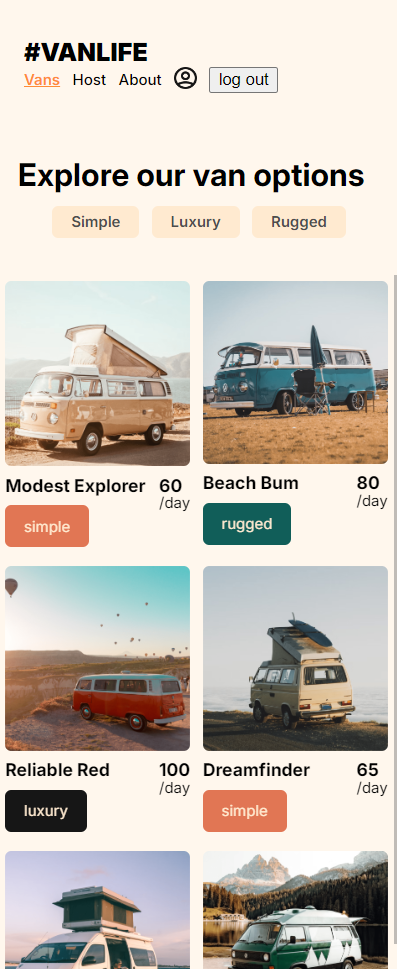 #VANLIFE
Vans Host About log out
Explore our van options
Simple Luxury Rugged
Modest Explorer 60
/day
simple
Beach Bum 80
/day
rugged
Reliable Red 100
/day
luxury
Dreamfinder 65
/day
simple